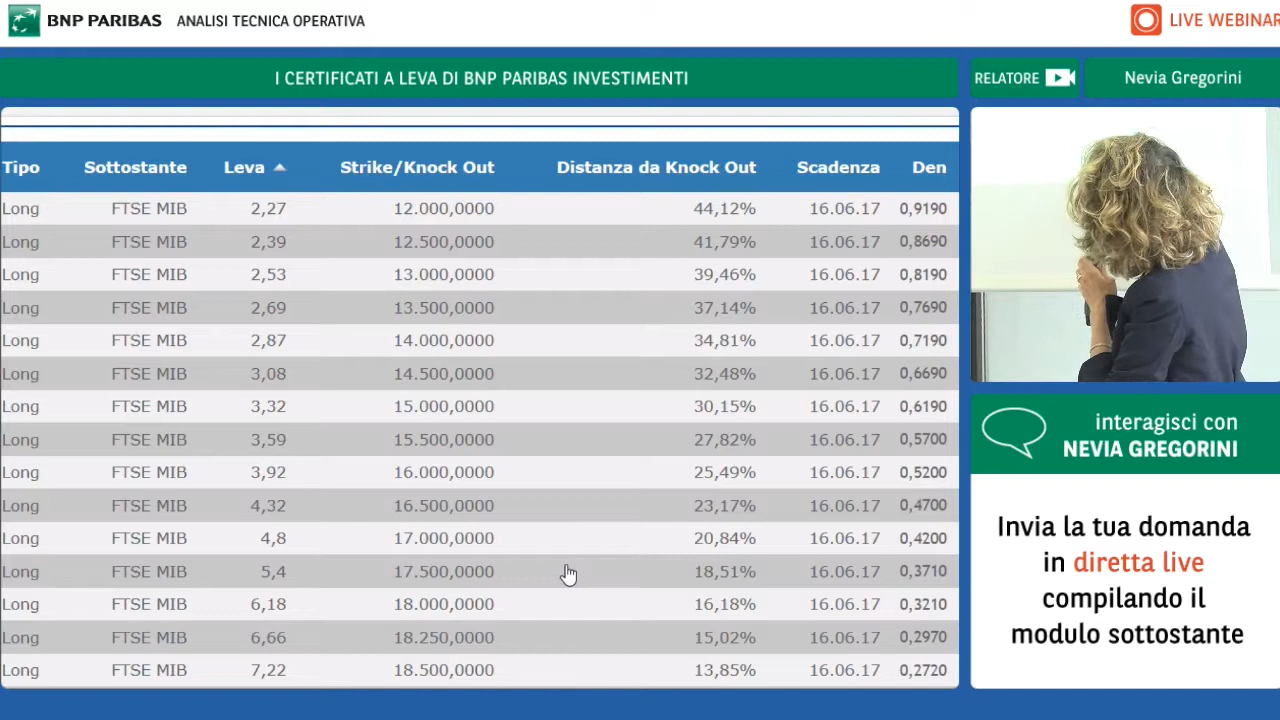 BNP PARIBAS ANALISI TECNICA OPERATIVA
LIVE WEBINAR
I CERTIFICATI A LEVA DI BNP PARIBAS INVESTIMENTI
RELATORE
Nevia Gregorini
Tipo Sottostante Leva Strike/Knock Out Distanza da Knock Out Scadenza Den
Long FTSE MIB 2,27 12.000,0000 44,12% 16.06.17 0,9190
Long FTSE MIB 2,39 12.500,0000 41,79% 16.06.17 0,8690
Long FTSE MIB 2,53 13.000,0000 39,46% 16.06.17 0,8190
Long FTSE MIB 2,69 13.500,0000 37,14% 16.06.17 0,7690
Long FTSE MIB 2,87 14.000,0000 34,81% 16.06.17 0,7190
Long FTSE MIB 3,08 14.500,0000 32,48% 16.06.17 0,6690
Long FTSE MIB 3,32 15.000,0000 30,15% 16.06.17 0,6190
Long FTSE MIB 3,59 15.500,0000 27,82% 16.06.17 0,5700
Long FTSE MIB 3,92 16.000,0000 25,49% 16.06.17 0,5200
Long FTSE MIB 4,32 16.500,0000 23,17% 16.06.17 0,4700
Long FTSE MIB 4,8 17.000,0000 20,84% 16.06.17 0,4200
Long FTSE MIB 5,4 17.500,0000 18,51% 16.06.17 0,3710
Long FTSE MIB 6,18 18.000,0000 16,18% 16.06.17 0,3210
Long FTSE MIB 6,66 18.250,0000 15,02% 16.06.17 0,2970
Long FTSE MIB 7,22 18.500,0000 13,85% 16.06.17 0,2720
interagisci con
NEVIA GREGORINI
Invia la tua domanda
in diretta live
compilando il
modulo sottostante